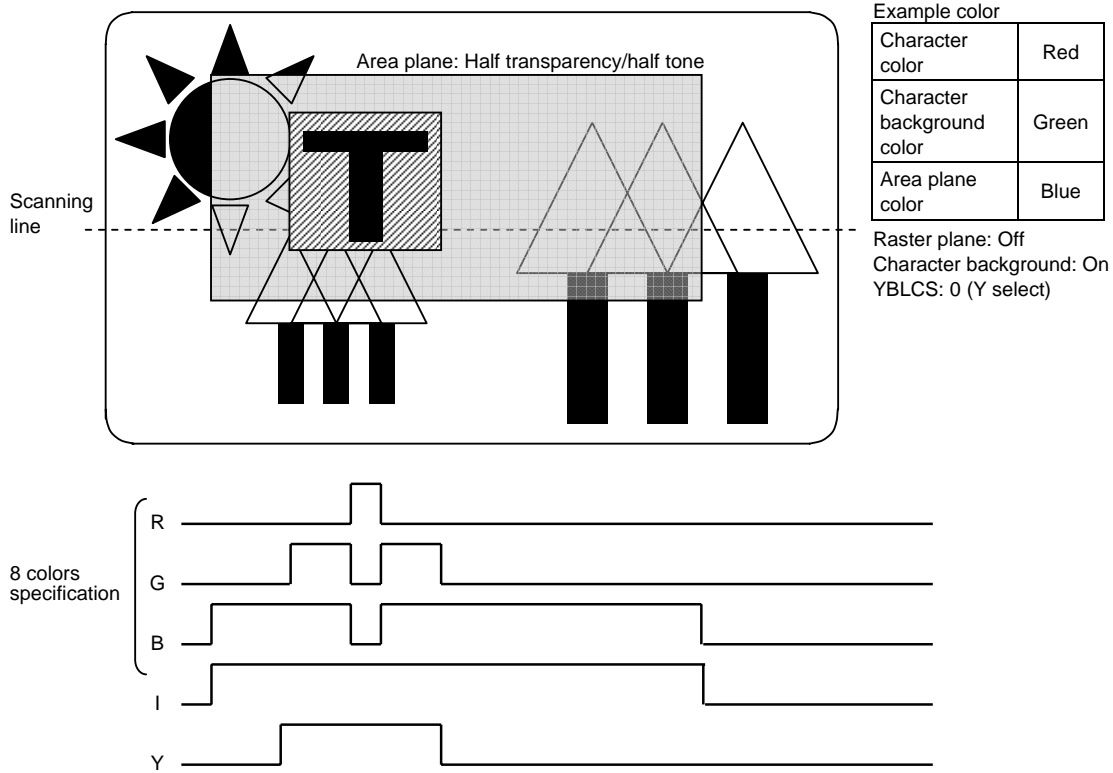 Area plane: Half transparency/half tone
T
Scanning
line
Example color
Character
color
Red
Character
background
color
Green
Area plane
color
Blue
Raster plane: Off
Character background: On
YBLCS: 0 (Y select)
8 colors
specification
R
G
B
I
Y